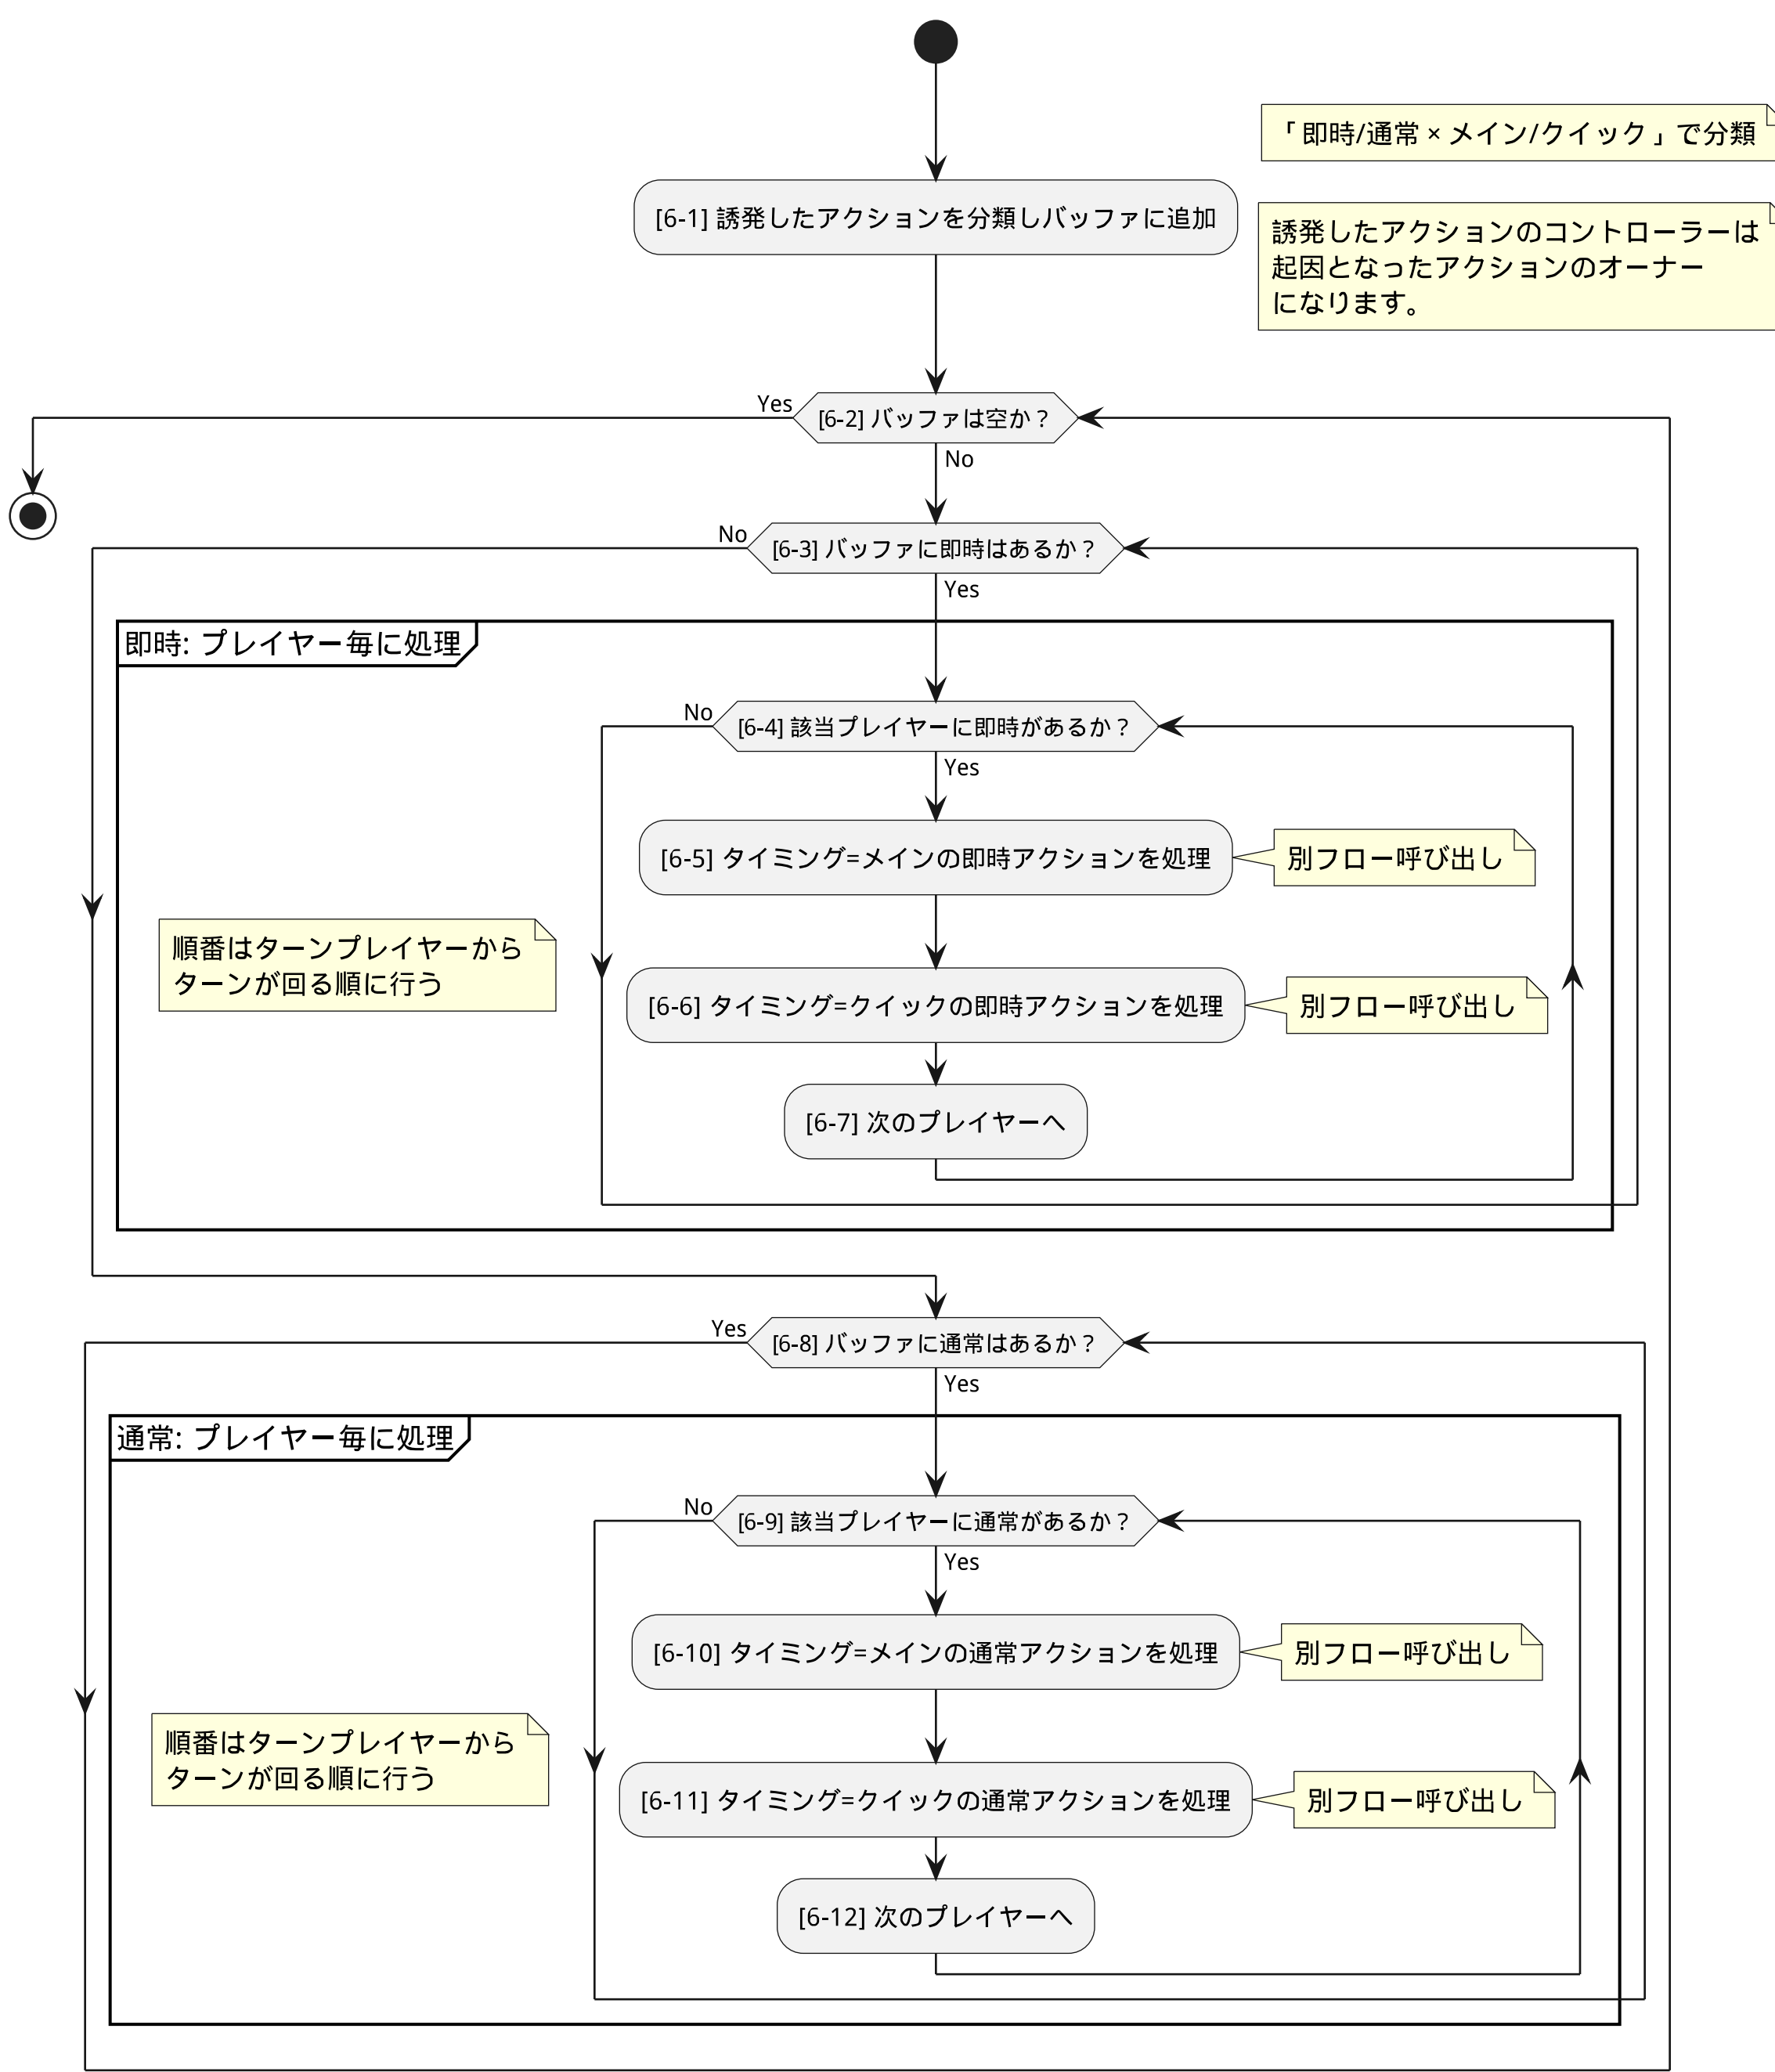 「即時/通常 × メイン/クイック」で分類
[6-1] 誘発したアクションを分類しバッファに追加
誘発したアクションのコントローラーは
起因となったアクションのオーナー
になります。
Yes
[6-2] バッファは空か？
No
No
[6-3] バッファに即時はあるか？
Yes
即時: プレイヤー毎に処理
No
[6-4] 該当プレイヤーに即時があるか？
Yes
[6-5] タイミング=メインの即時アクションを処理
別フロー呼び出し
順番はターンプレイヤーから
ターンが回る順に行う
[6-6] タイミング=クイックの即時アクションを処理
別フロー呼び出し
[6-7] 次のプレイヤーへ
Yes
[6-8] バッファに通常はあるか？
Yes
通常: プレイヤー毎に処理
No
[6-9] 該当プレイヤーに通常があるか？
Yes
[6-10] タイミング=メインの通常アクションを処理
別フロー呼び出し
順番はターンプレイヤーから
ターンが回る順に行う
[6-11] タイミング=クイックの通常アクションを処理
別フロー呼び出し
[6-12] 次のプレイヤーへ